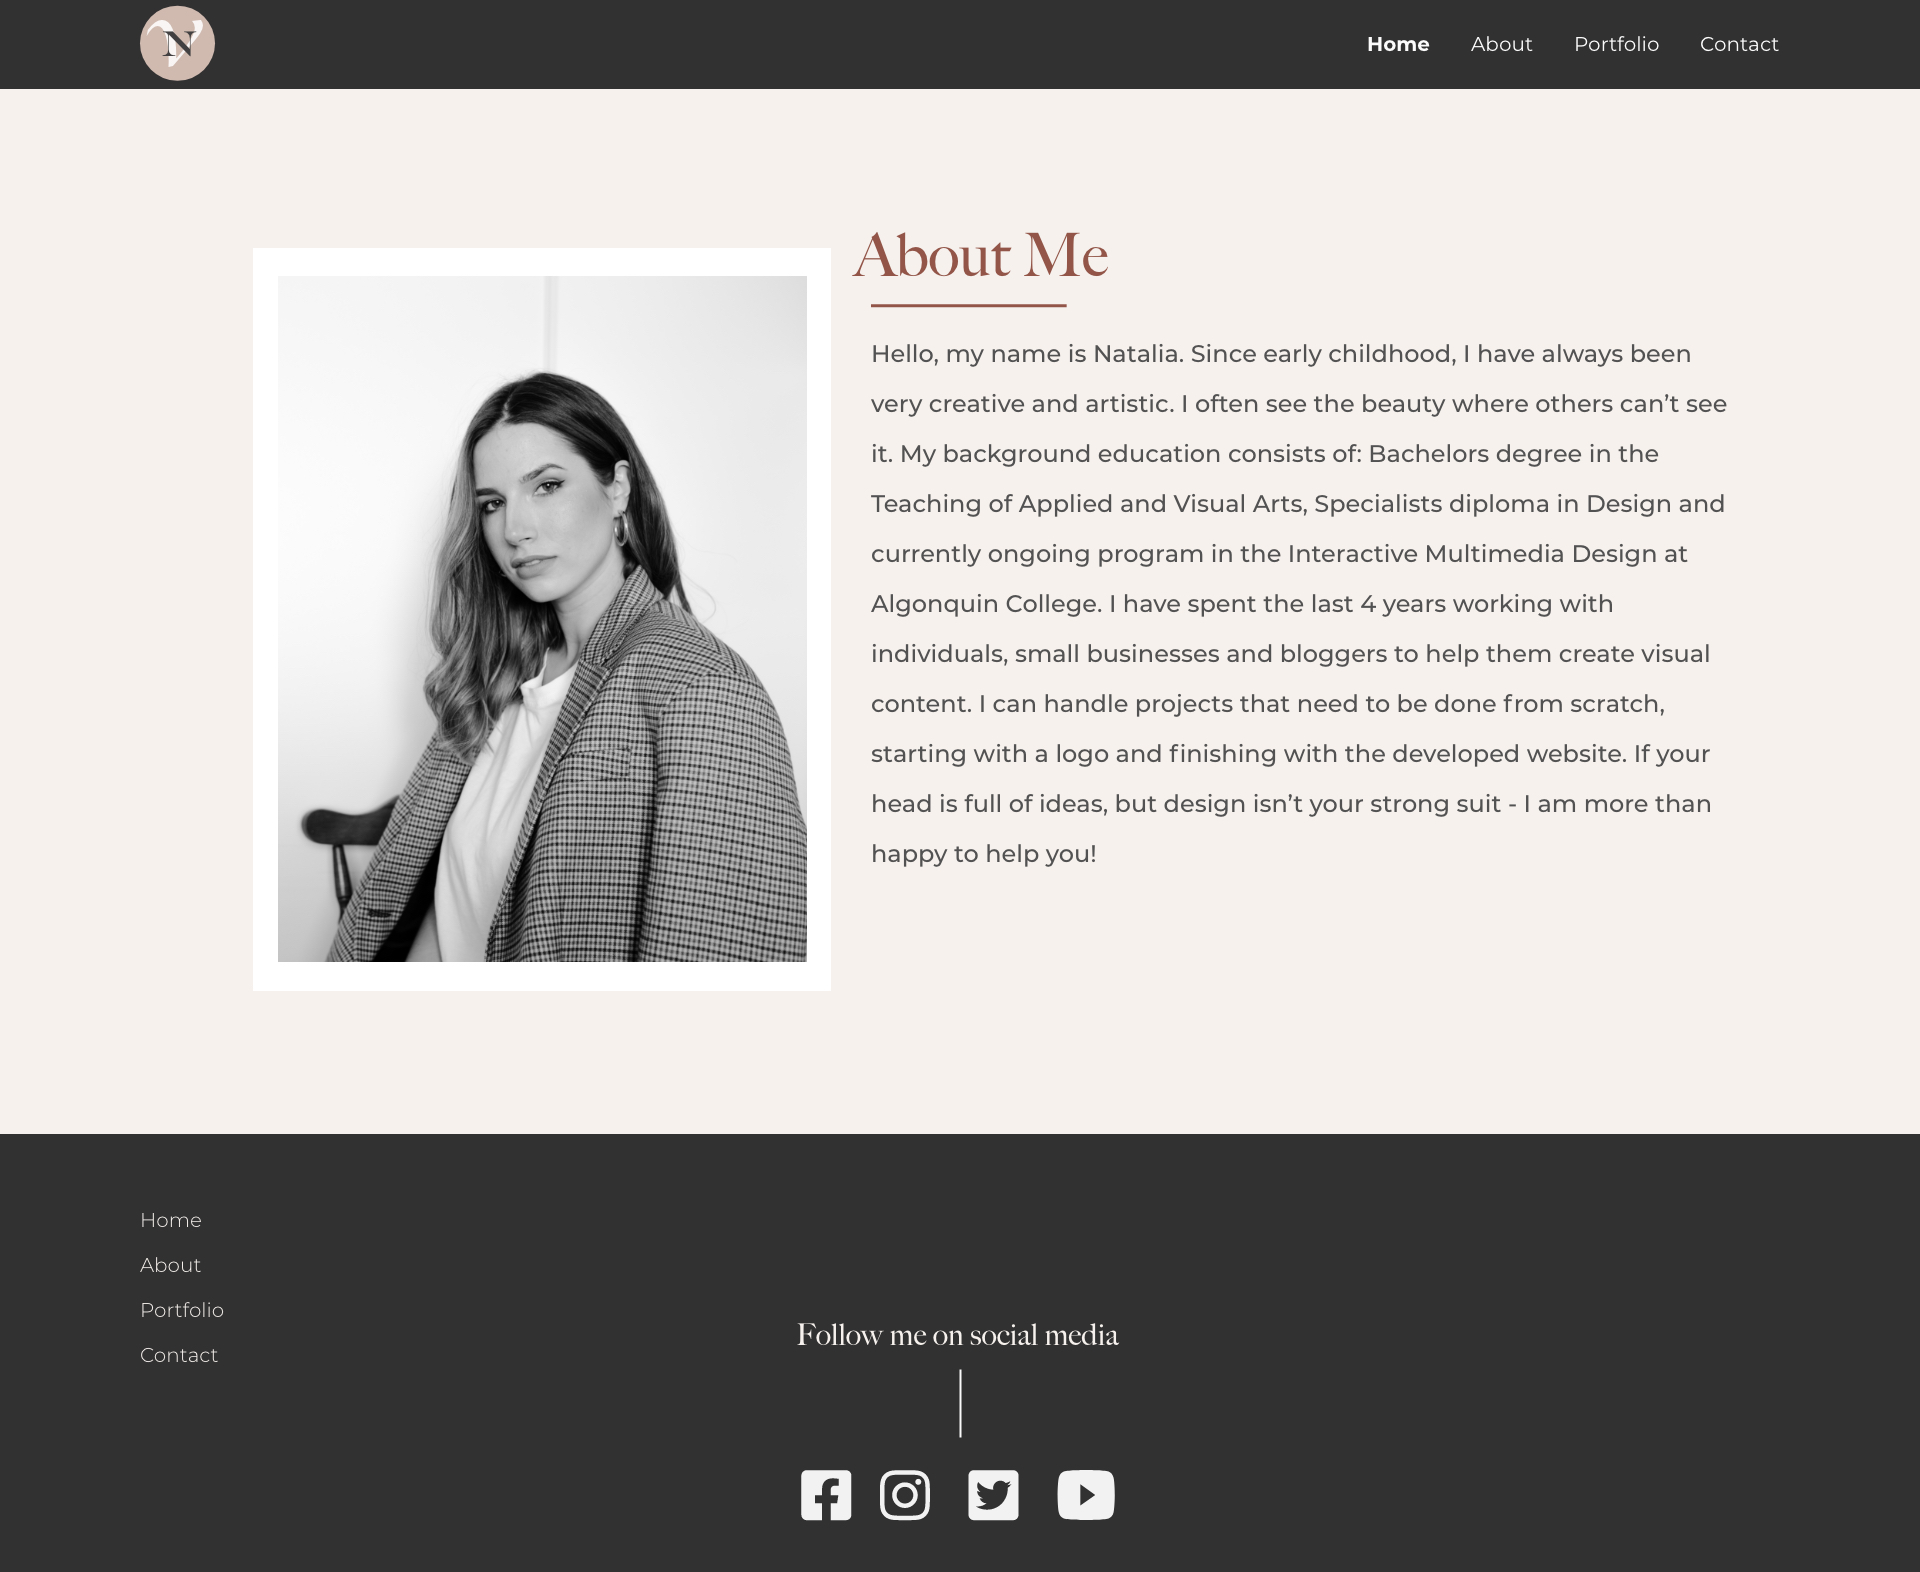 N
Home About Portfolio Contact
About Me
Hello, my name is Natalia. Since early childhood, I have always been
very creative and artistic. I often see the beauty where others can’t see
it. My background education consists of: Bachelors degree in the
Teaching of Applied and Visual Arts, Specialists diploma in Design and
currently ongoing program in the Interactive Multimedia Design at
Algonquin College. I have spent the last 4 years working with
individuals, small businesses and bloggers to help them create visual
content. I can handle projects that need to be done from scratch,
starting with a logo and finishing with the developed website. If your
head is full of ideas, but design isn’t your strong suit - I am more than
happy to help you!
Home
About
Portfolio
Contact
Follow me on social media